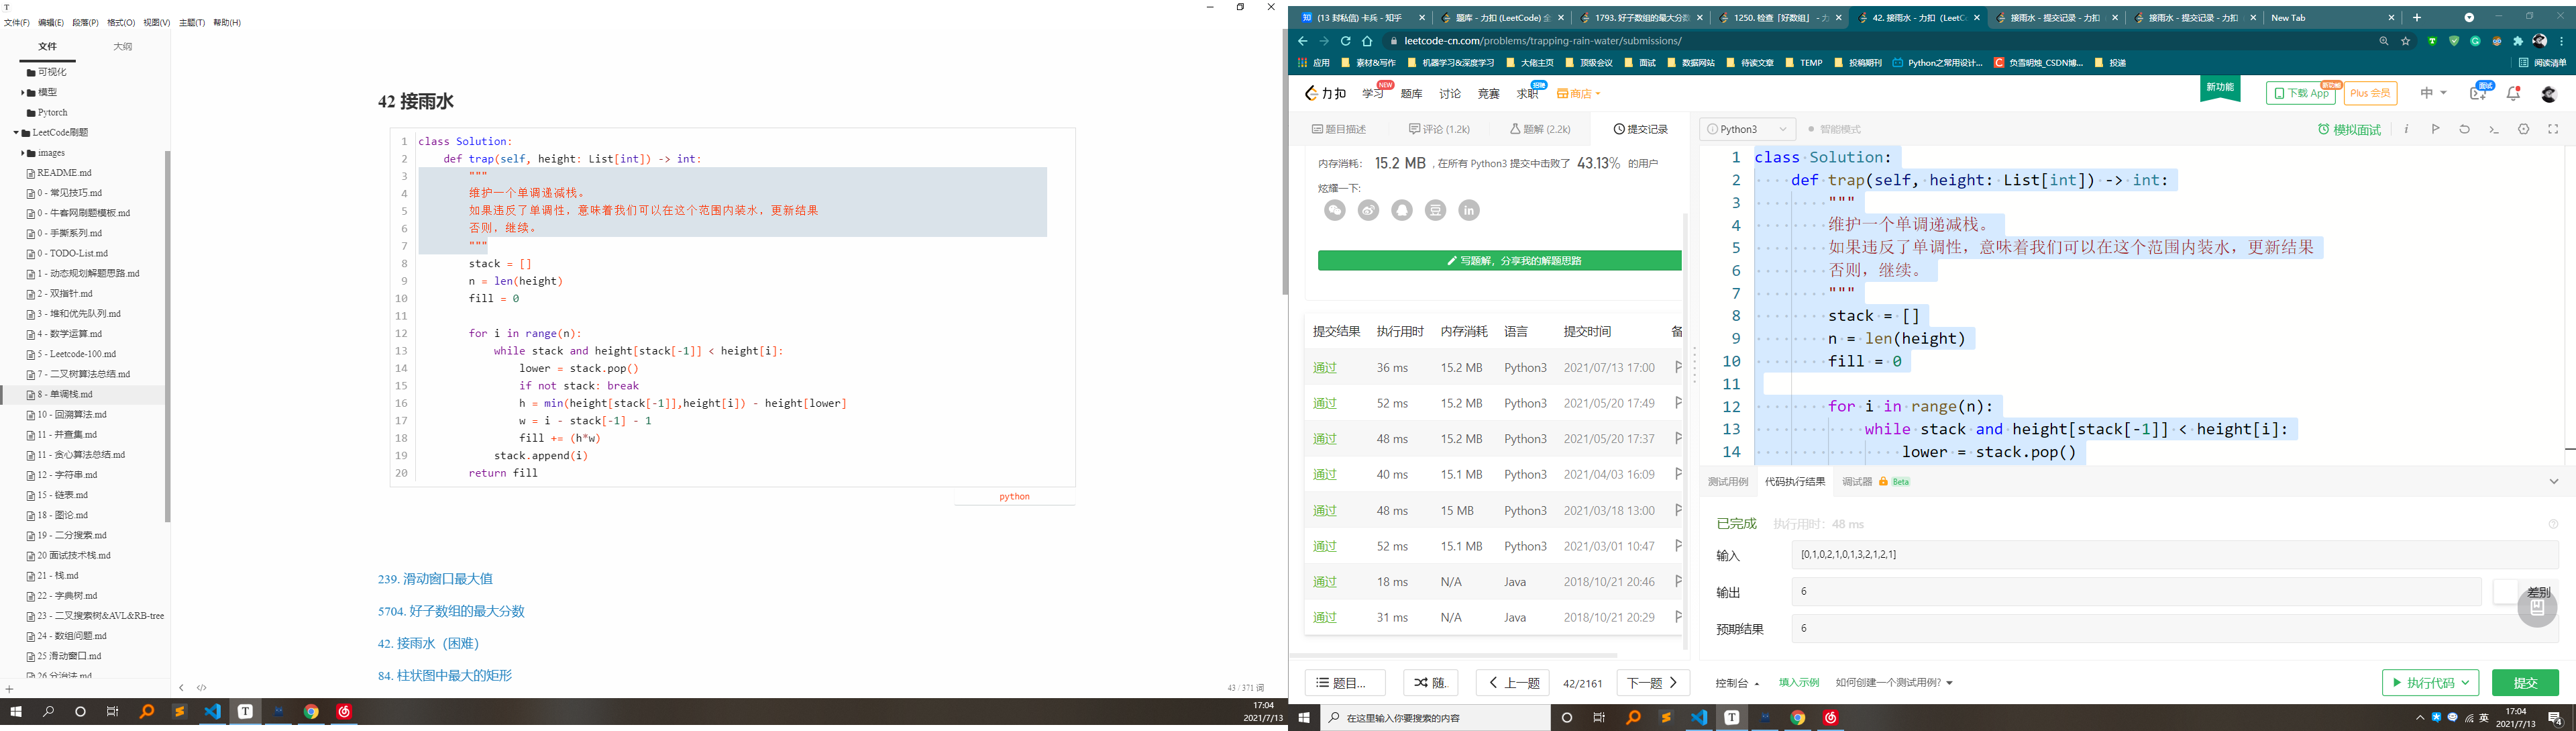 T
文件(F) 编辑(E) 段落(P) 格式(O) 视图(V) 主题(T) 帮助(H)
文件 大纲
可视化
模型
Pytorch
LeetCode刷题
images
README.md
0 - 常见技巧.md
0 - 牛客网刷题模板.md
0 - 手撕系列.md
0 - TODO-List.md
1 - 动态规划解题思路.md
2 - 双指针.md
3 - 堆和优先队列.md
4 - 数学运算.md
5 - Leetcode-100.md
7 - 二叉树算法总结.md
8 - 单调栈.md
10 - 回溯算法.md
11 - 并查集.md
11 - 贪心算法总结.md
12 - 字符串.md
15 - 链表.md
18 - 图论.md
19 - 二分搜索.md
20 面试技术栈.md
21 - 栈.md
22 - 字典树.md
23 - 二叉搜索树&AVL&RB-tree
24 - 数组问题.md
25 滑动窗口.md
26 分治法.md
42 接雨水
1 class Solution:
2 def trap(self, height: List[int]) -> int:
3 """
4 维护一个单调递减栈。
5 如果违反了单调性，意味着我们可以在这个范围内装水，更新结果
6 否则，继续。
7 """
8 stack = []
9 n = len(height)
10 fill = 0
11
12 for i in range(n):
13 while stack and height[stack[-1]] < height[i]:
14 lower = stack.pop()
15 if not stack: break
16 h = min(height[stack[-1]],height[i]) - height[lower]
17 w = i - stack[-1] - 1
18 fill += (h*w)
19 stack.append(i)
20 return fill
python
239. 滑动窗口最大值
5704. 好子数组的最大分数
42. 接雨水（困难）
84. 柱状图中最大的矩形
43 / 371 词
17:04
2021/7/13
(13 封私信) 卡兵 - 知乎
题库 - 力扣 (LeetCode) 全
1793. 好子数组的最大分数
1250. 检查「好数组」 - 力
42. 接雨水 - 力扣（LeetC
接雨水 - 提交记录 - 力扣
接雨水 - 提交记录 - 力扣
New Tab
leetcode-cn.com/problems/trapping-rain-water/submissions/
应用 素材&写作 机器学习&深度学习 大佬主页 顶级会议 面试 数据网站 待读文章 TEMP 投稿期刊 Python之常用设计... 负雪明烛_CSDN博... 投递 阅读清单
力扣 学习 NEW 题库 讨论 竞赛 求职 商店 新功能 下载 App Plus 会员 中 面试
题目描述 评论 (1.2k) 题解 (2.2k) 提交记录
内存消耗： 15.2 MB , 在所有 Python3 提交中击败了 43.13% 的用户
炫耀一下:
豆 in
写题解，分享我的解题思路
提交结果 执行用时 内存消耗 语言 提交时间 备
通过 36 ms 15.2 MB Python3 2021/07/13 17:00
通过 52 ms 15.2 MB Python3 2021/05/20 17:49
通过 48 ms 15.2 MB Python3 2021/05/20 17:37
通过 40 ms 15.1 MB Python3 2021/04/03 16:09
通过 48 ms 15 MB Python3 2021/03/18 13:00
通过 52 ms 15.1 MB Python3 2021/03/01 10:47
通过 18 ms N/A Java 2018/10/21 20:46
通过 31 ms N/A Java 2018/10/21 20:29
题目... 随. 上一题 42/2161 下一题
Python3 智能模式 模拟面试
1 class Solution:
2 def trap(self, height: List[int]) -> int:
3 """
4 维护一个单调递减栈。
5 如果违反了单调性，意味着我们可以在这个范围内装水，更新结果
6 否则，继续。
7 """
8 stack = []
9 n = len(height)
10 fill = 0
11
12 for i in range(n):
13 while stack and height[stack[-1]] < height[i]:
14 lower = stack.pop()
测试用例 代码执行结果 调试器 Beta
已完成 执行用时：48 ms
输入 [0,1,0,2,1,0,1,3,2,1,2,1]
输出 6 差别
预期结果 6
控制台 填入示例 如何创建一个测试用例? 执行代码 提交
在这里输入你要搜索的内容
英
17:04
2021/7/13
4